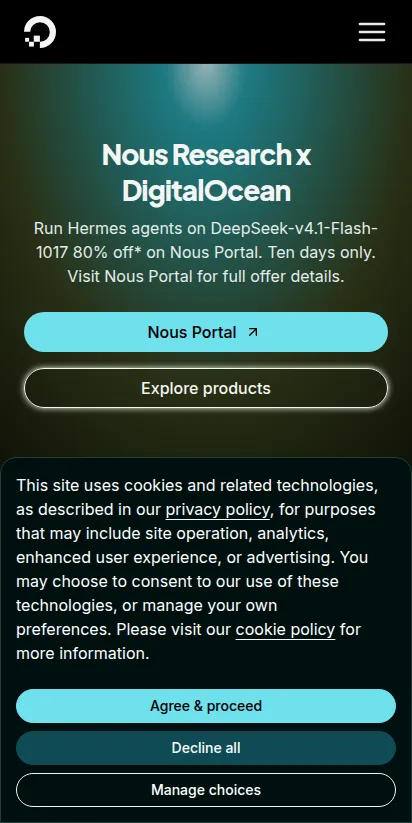 Nous Research x
DigitalOcean
Run Hermes agents on DeepSeek-v4.1-Flash-
1017 80% off* on Nous Portal. Ten days only.
Visit Nous Portal for full offer details.
Nous Portal
Explore products
This site uses cookies and related technologies,
as described in our privacy policy, for purposes
that may include site operation, analytics,
enhanced user experience, or advertising. You
may choose to consent to our use of these
technologies, or manage your own
preferences. Please visit our cookie policy for
more information.
Agree & proceed
Decline all
Manage choices